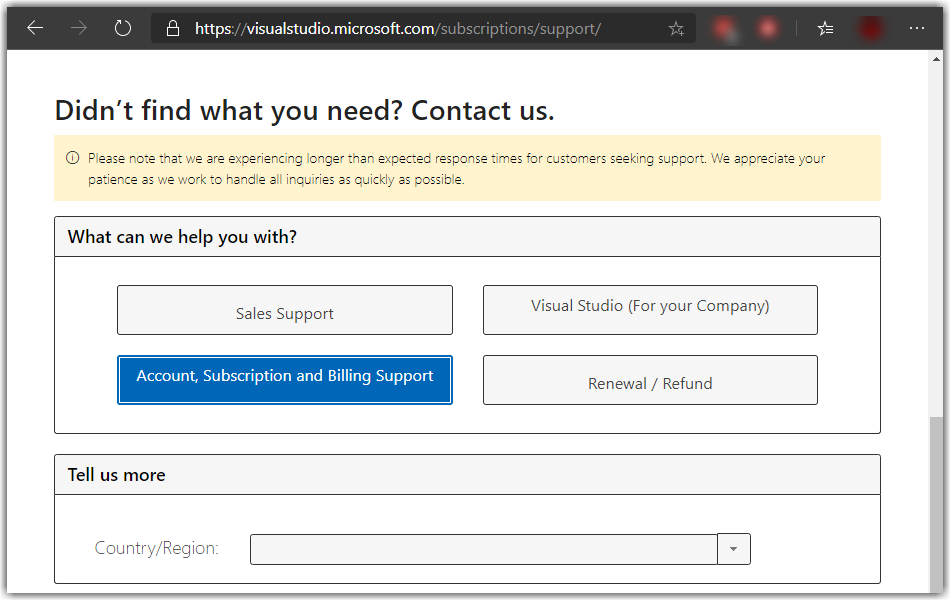 https://visualstudio.microsoft.com/subscriptions/support/
Didn’t find what you need? Contact us.
Please note that we are experiencing longer than expected response times for customers seeking support. We appreciate your
patience as we work to handle all inquiries as quickly as possible.
What can we help you with?
Sales Support
Visual Studio (For your Company)
Account, Subscription and Billing Support
Renewal / Refund
Tell us more
Country/Region: